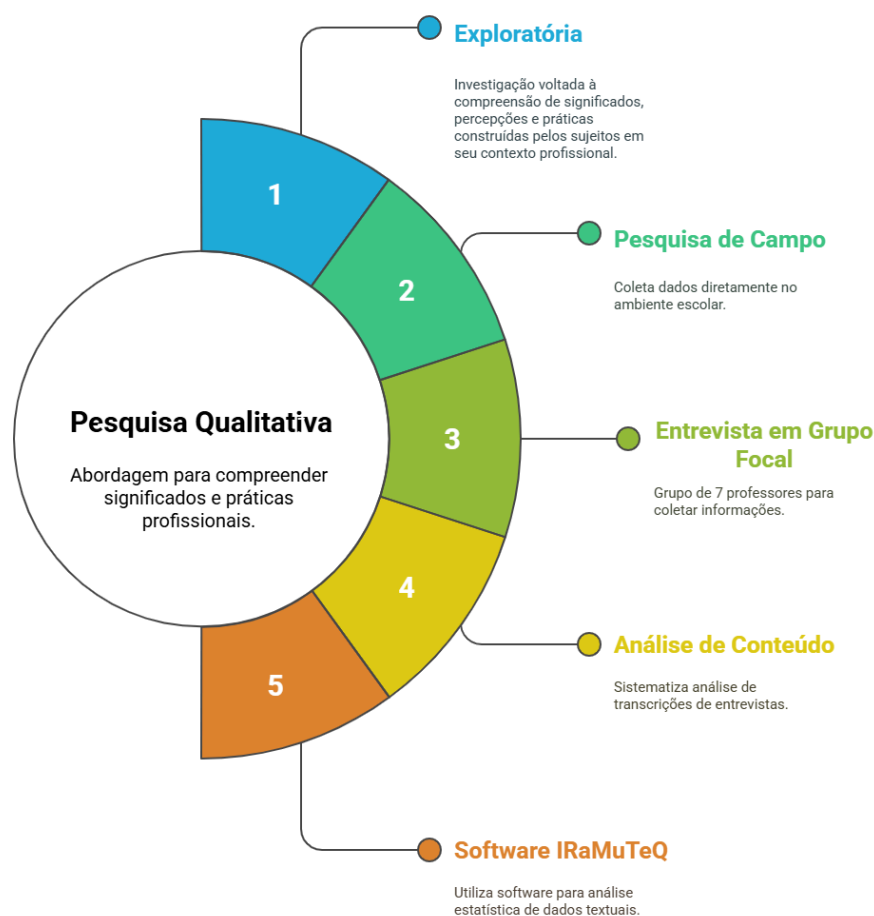 Exploratória
Investigação voltada à
compreensão de significados,
percepções e práticas
construídas pelos sujeitos em
seu contexto profissional.
1
Pesquisa de Campo
Coleta dados diretamente no
ambiente escolar.
2
Pesquisa Qualitativa
Abordagem para compreender
significados e práticas
profissionais.
3
Entrevista em Grupo
Focal
Grupo de 7 professores para
coletar informações.
4
Análise de Conteúdo
Sistematiza análise de
transcrições de entrevistas.
5
Software IRaMuTeQ
Utiliza software para análise
estatística de dados textuais.